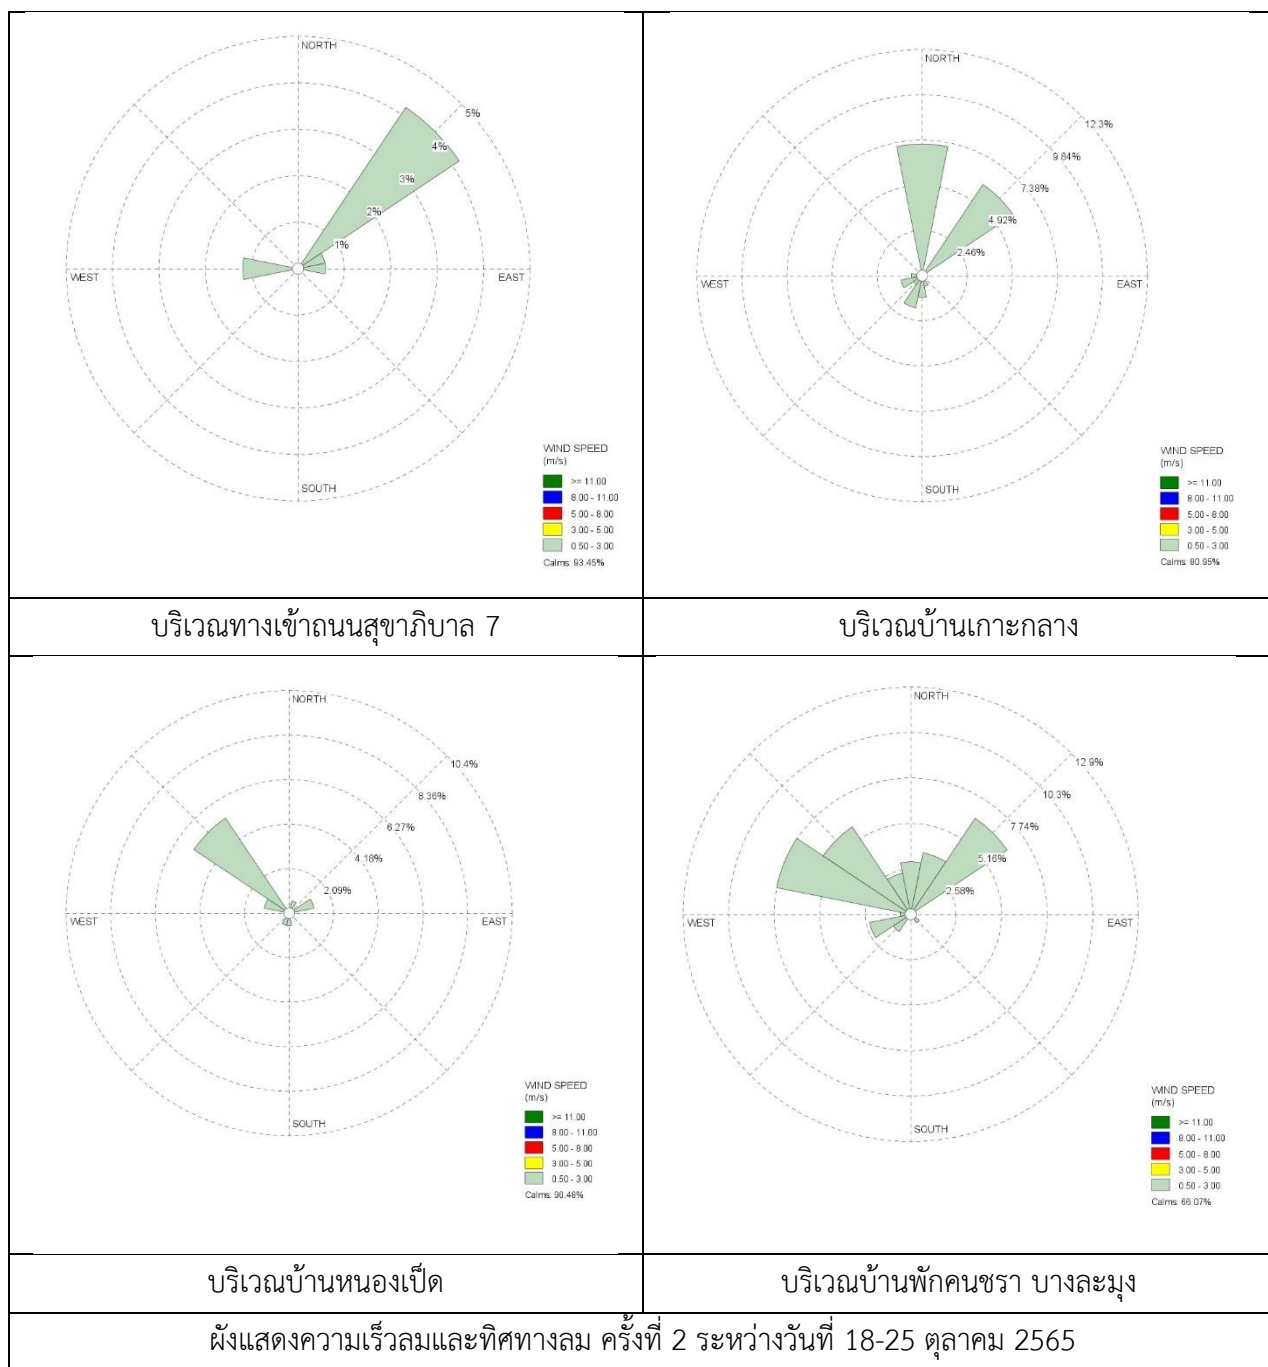 NORTH
5%
4%
3%
2%
1%
WEST
EAST
SOUTH
WIND SPEED
(m/s)
>= 11.00
8.00 - 11.00
5.00 - 8.00
3.00 - 5.00
0.50 - 3.00
Calms: 93.45%
NORTH
12.3%
9.84%
7.38%
4.92%
2.46%
WEST
EAST
SOUTH
WIND SPEED
(m/s)
>= 11.00
8.00 - 11.00
5.00 - 8.00
3.00 - 5.00
0.50 - 3.00
Calms: 80.95%
บริเวณทางเข้าถนนสุขาภิบาล 7
บริเวณบ้านเกาะกลาง
NORTH
10.4%
8.36%
6.27%
4.18%
2.09%
WEST
EAST
SOUTH
WIND SPEED
(m/s)
>= 11.00
8.00 - 11.00
5.00 - 8.00
3.00 - 5.00
0.50 - 3.00
Calms: 90.48%
NORTH
12.9%
10.3%
7.74%
5.16%
2.58%
WEST
EAST
SOUTH
WIND SPEED
(m/s)
>= 11.00
8.00 - 11.00
5.00 - 8.00
3.00 - 5.00
0.50 - 3.00
Calms: 66.07%
บริเวณบ้านหนองเป็ด
บริเวณบ้านพักคนชรา บางละมุง
ผังแสดงความเร็วลมและทิศทางลม ครั้งที่ 2 ระหว่างวันที่ 18-25 ตุลาคม 2565